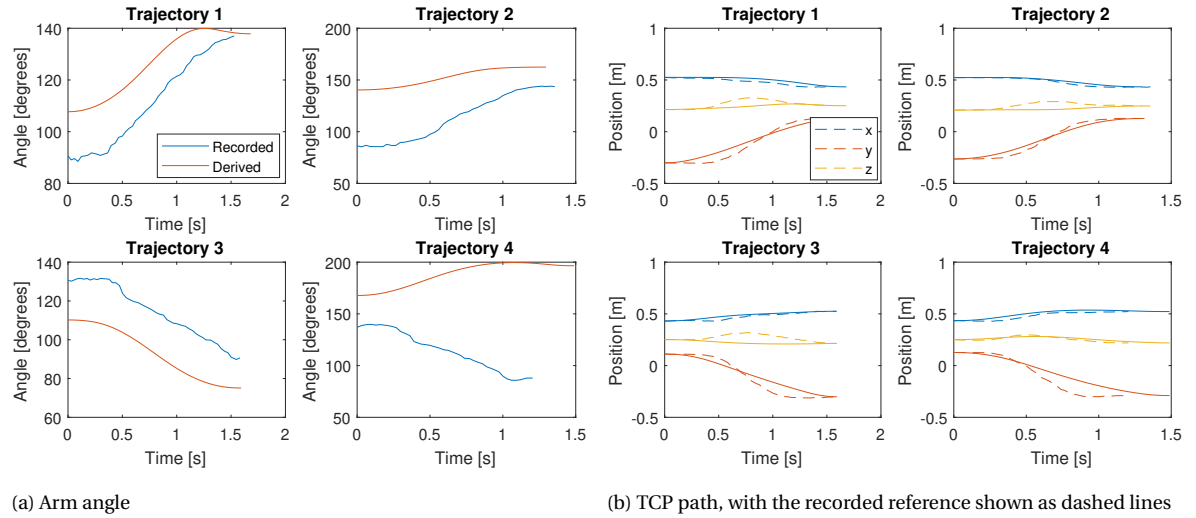 Trajectory 1
140
120
100
80
Angle [degrees]
Recorded
Derived
0
0.5
1
1.5
2
Time [s]
Trajectory 2
200
150
100
50
Angle [degrees]
0
0.5
1
1.5
Time [s]
Trajectory 3
140
120
100
80
60
Angle [degrees]
0
0.5
1
1.5
2
Time [s]
Trajectory 4
200
150
100
50
Angle [degrees]
0
0.5
1
1.5
Time [s]
(a) Arm angle
Trajectory 1
1
0.5
0
-0.5
Position [m]
x
y
z
0
0.5
1
1.5
2
Time [s]
Trajectory 2
1
0.5
0
-0.5
Position [m]
0
0.5
1
1.5
Time [s]
Trajectory 3
1
0.5
0
-0.5
Position [m]
0
0.5
1
1.5
2
Time [s]
Trajectory 4
1
0.5
0
-0.5
Position [m]
0
0.5
1
1.5
Time [s]
(b) TCP path, with the recorded reference shown as dashed lines